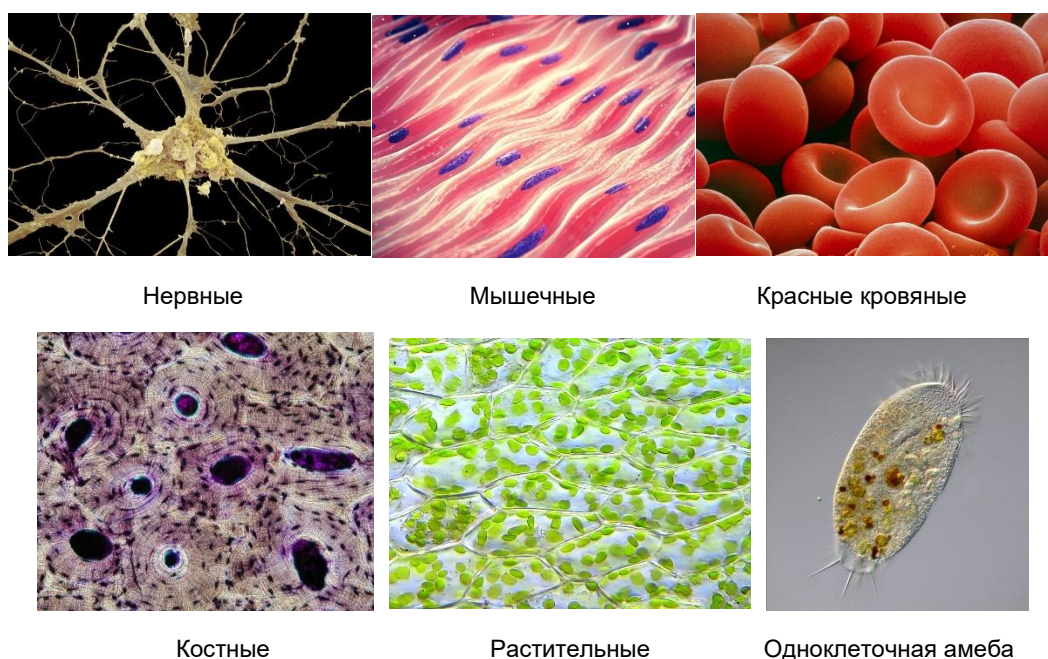 Нервные
Мышечные
Красные кровяные
Костные
Растительные
Одноклеточная амеба